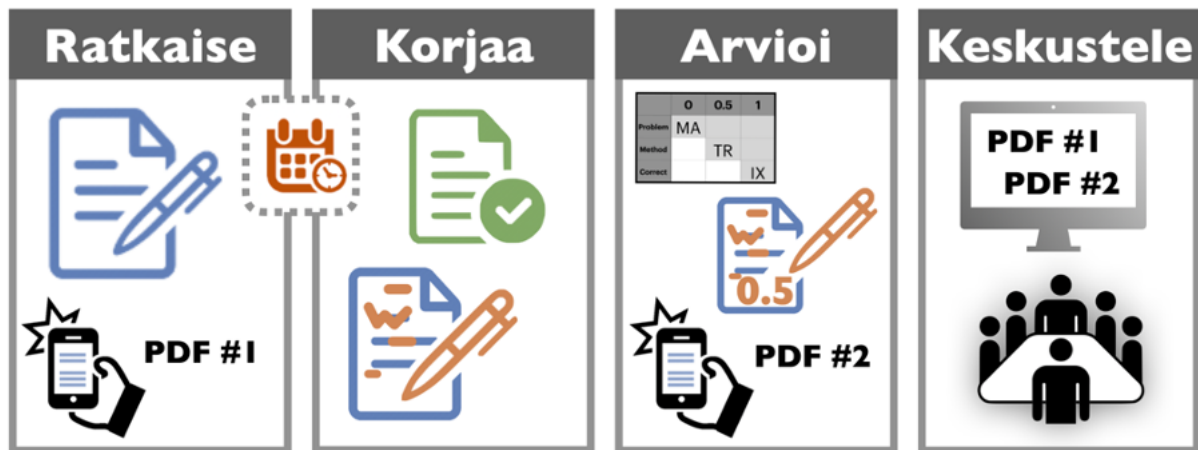 Ratkaise
PDF #1
Korjaa
Arvioi
0 0.5 1
Problem MA
Method TR
Correct IX
0.5
PDF #2
Keskustele
PDF #1
PDF #2